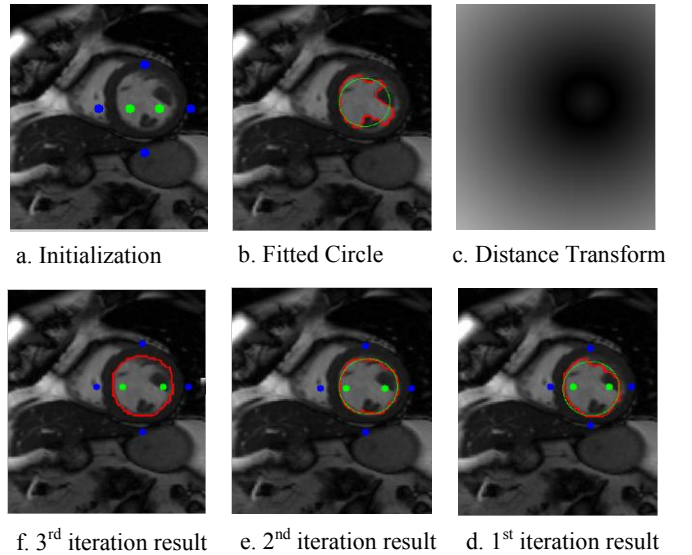 a. Initialization
b. Fitted Circle
c. Distance Transform
f. 3rd iteration result
e. 2nd iteration result
d. 1st iteration result